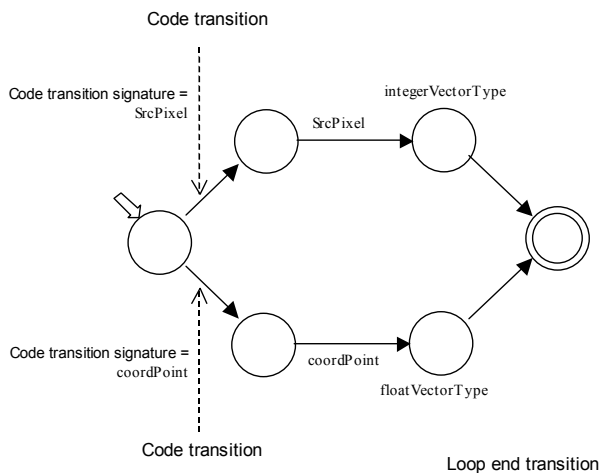 Code transition
Code transition signature =
SrcPixel
SrcPixel
integerVectorType
Code transition signature =
coordPoint
coordPoint
floatVectorType
Code transition
Loop end transition